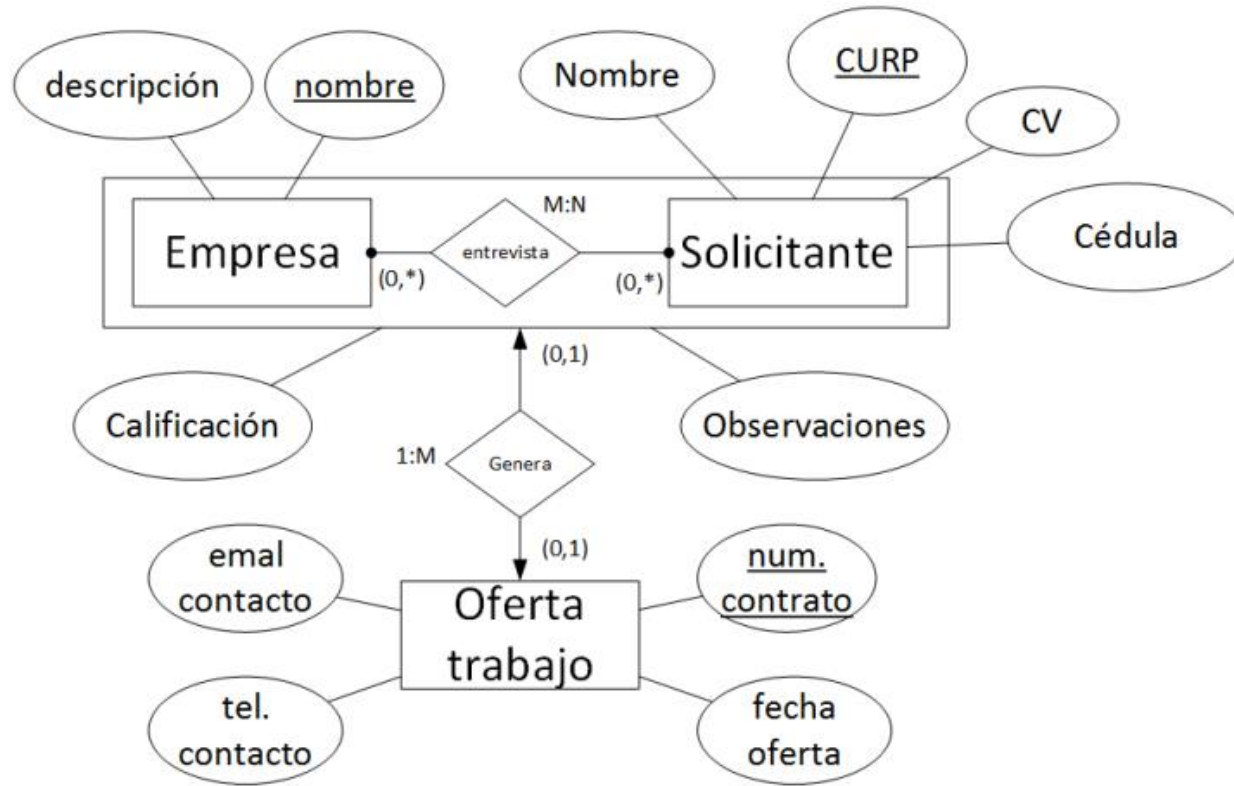 descripción
nombre
Nombre
CURP
CV
Cédula
Empresa
(0,*)
entrevista
M:N
(0,*)
Solicitante
Calificación
(0,1)
Observaciones
1:M
Genera
(0,1)
emal
contacto
Oferta
trabajo
num.
contrato
tel.
contacto
fecha
oferta